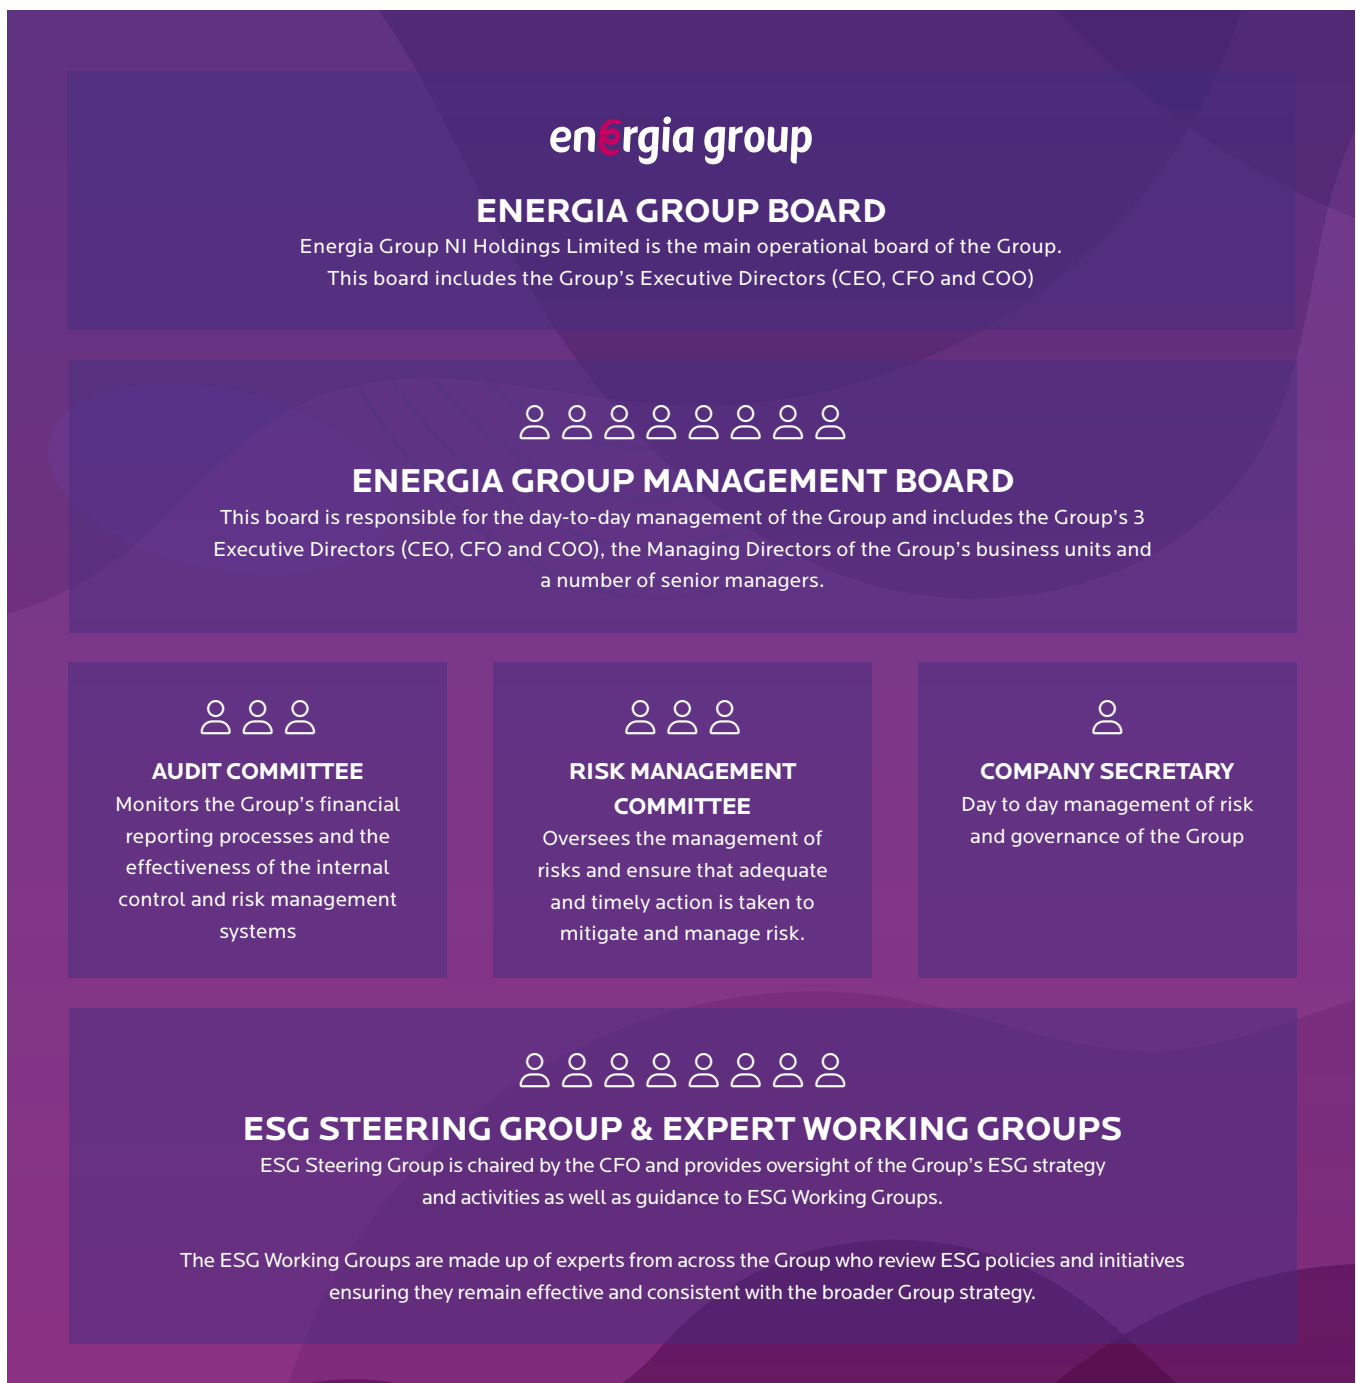 energia group
ENERGIA GROUP BOARD
Energia Group NI Holdings Limited is the main operational board of the Group.
This board includes the Group’s Executive Directors (CEO, CFO and COO)
ENERGIA GROUP MANAGEMENT BOARD
This board is responsible for the day-to-day management of the Group and includes the Group’s 3
Executive Directors (CEO, CFO and COO), the Managing Directors of the Group’s business units and
a number of senior managers.
AUDIT COMMITTEE
Monitors the Group’s financial
reporting processes and the
effectiveness of the internal
control and risk management
systems
RISK MANAGEMENT
COMMITTEE
Oversees the management of
risks and ensure that adequate
and timely action is taken to
mitigate and manage risk.
COMPANY SECRETARY
Day to day management of risk
and governance of the Group
ESG STEERING GROUP & EXPERT WORKING GROUPS
ESG Steering Group is chaired by the CFO and provides oversight of the Group’s ESG strategy
and activities as well as guidance to ESG Working Groups.
The ESG Working Groups are made up of experts from across the Group who review ESG policies and initiatives
ensuring they remain effective and consistent with the broader Group strategy.